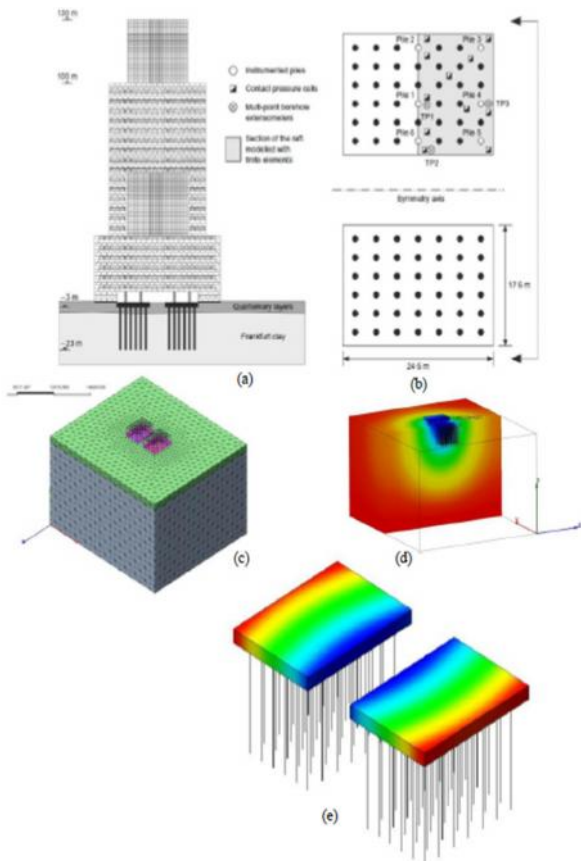 130 m
100 m
Instrumented piles
Contact pressure cells
Multi-point borehole
extensometers
Section of the raft
modelled with
finite elements
-3 m
Quaternary layers
Frankfurt clay
-23 m
(a)
Pile 2
Pile 3
Pile 1
Pile 4
TP1
TP3
Pile 6
Pile 5
TP2
Symmetry axis
17·5 m
24·5 m
(b)
(c)
(d)
(e)